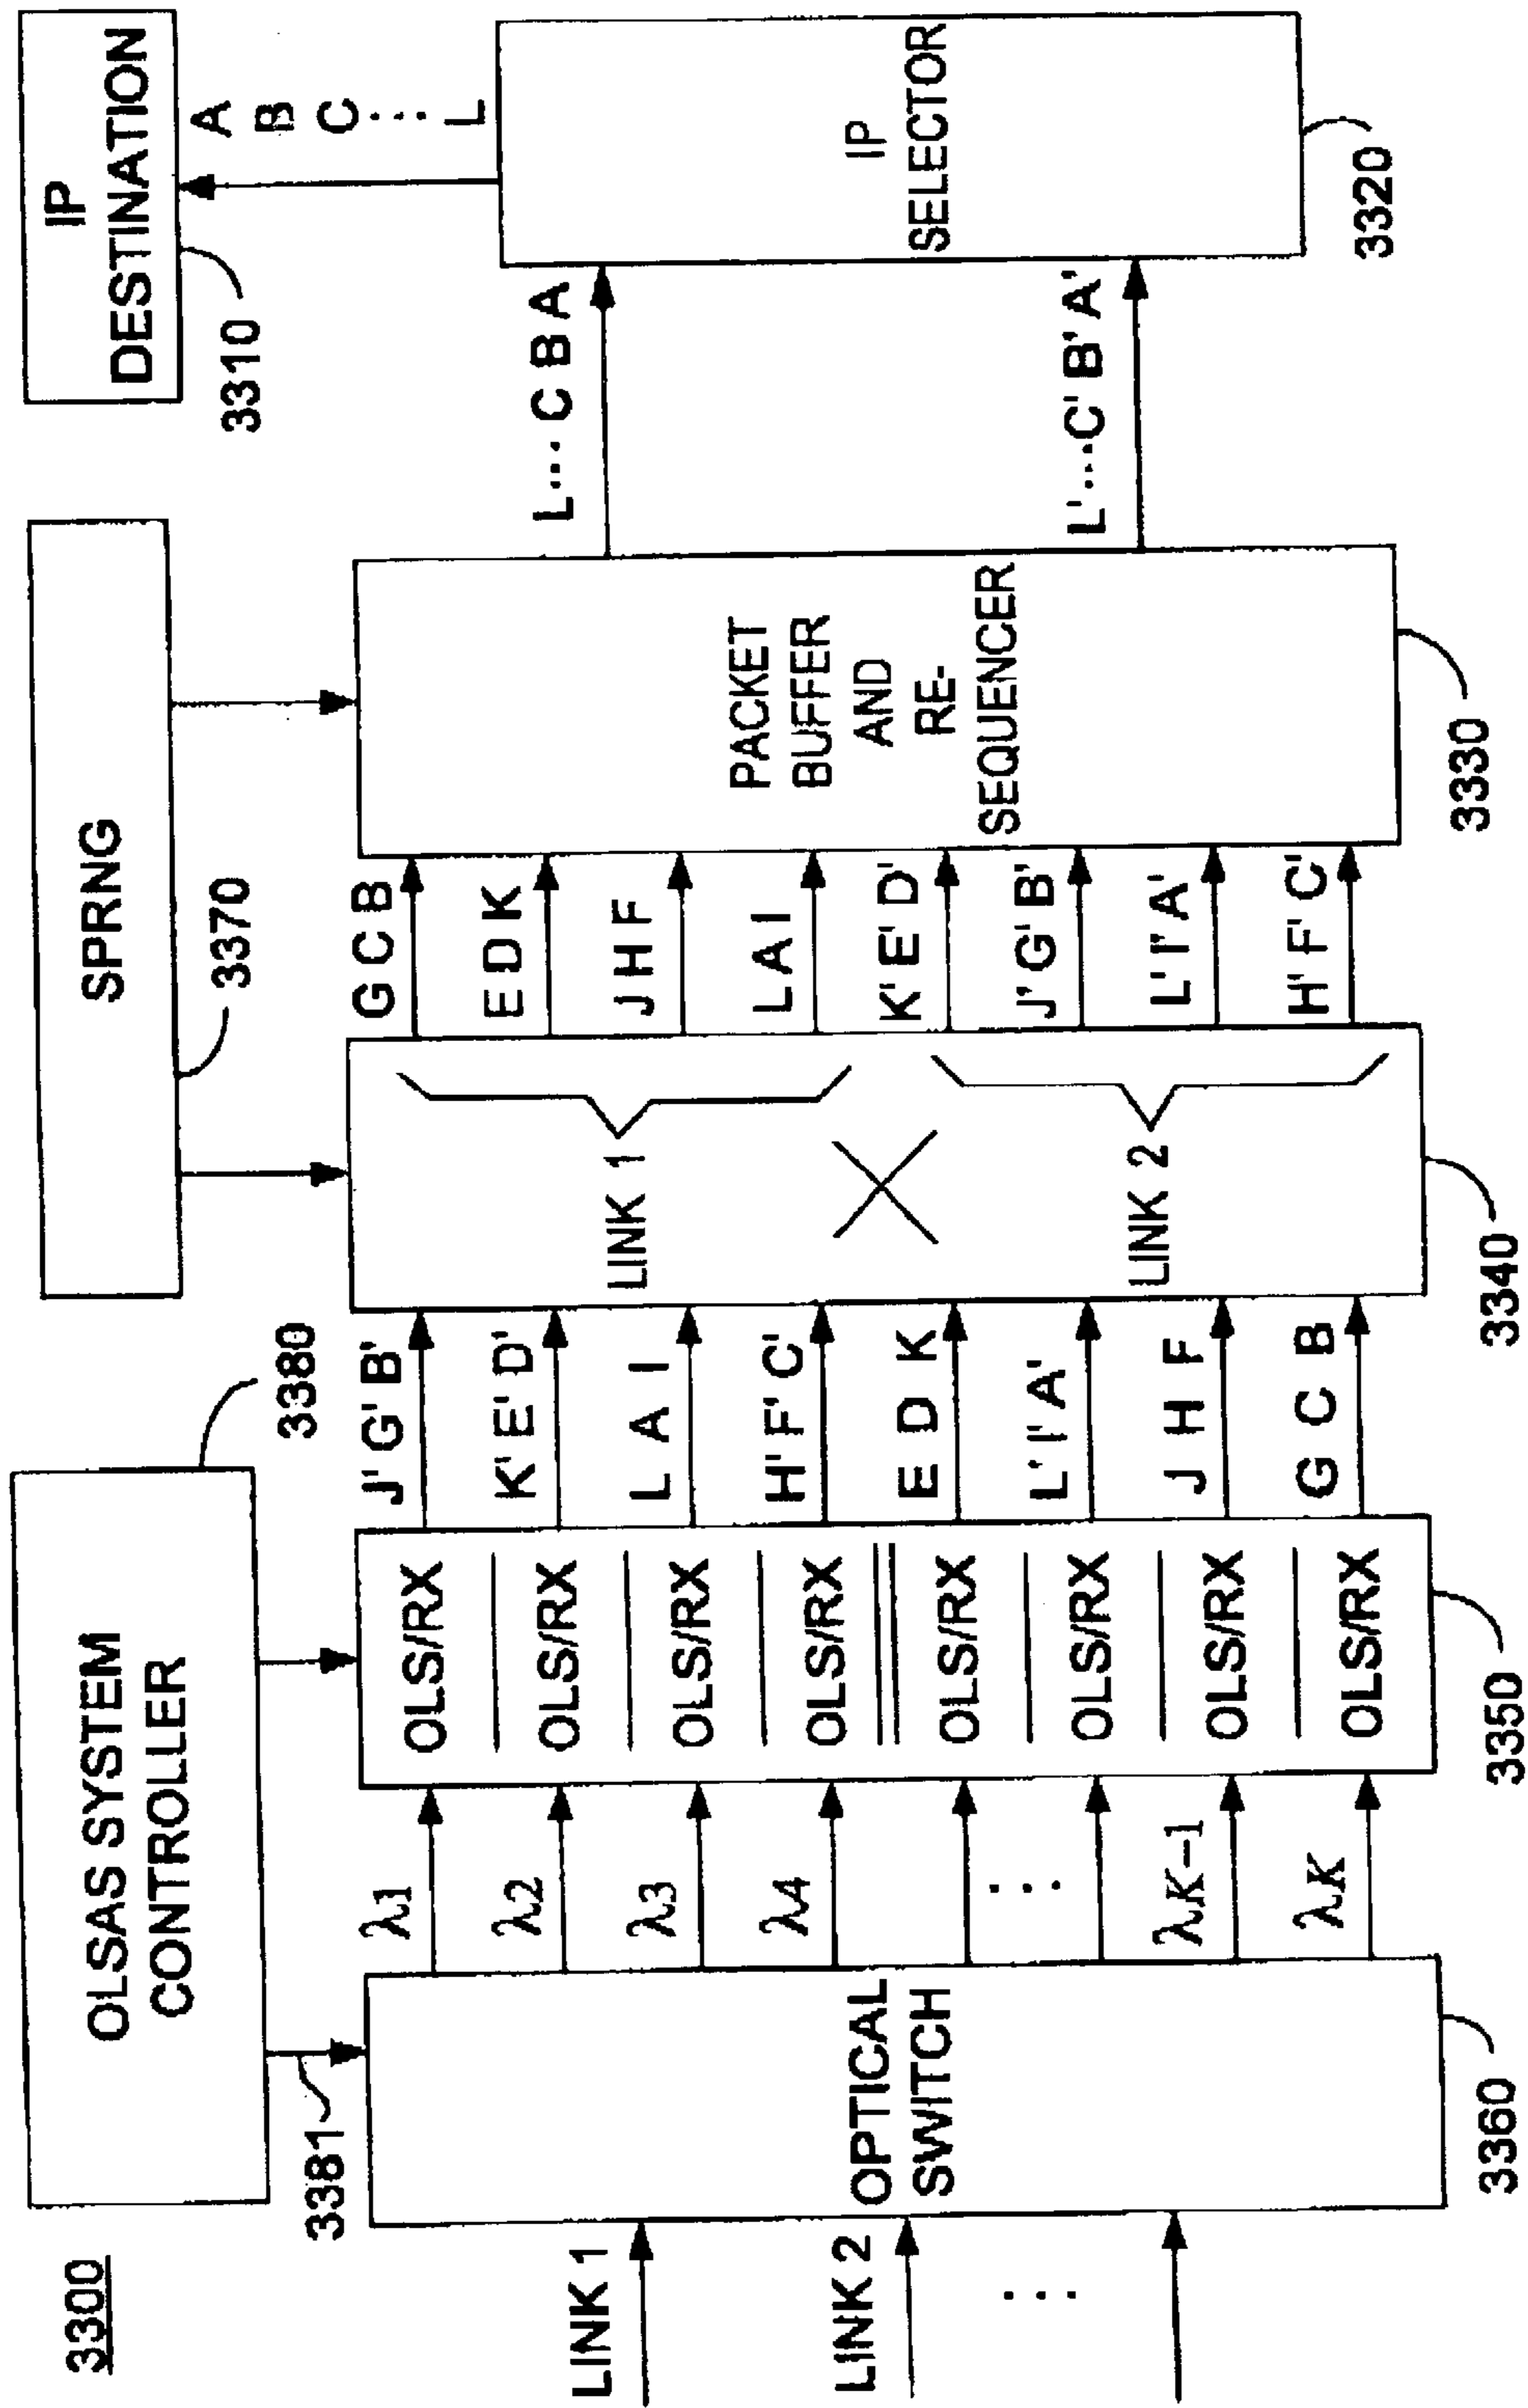 3300
OLSAS SYSTEM
CONTROLLER
3380
3381
SPRNG
3370
IP
DESTINATION
3310
A B C ... L
LINK 1
LINK 2
...
OPTICAL
SWITCH
3360
λ1
λ2
λ3
λ4
...
λK-1
λK
OLS/RX
OLS/RX
OLS/RX
OLS/RX
OLS/RX
OLS/RX
OLS/RX
OLS/RX
3350
J' G' B'
K' E' D'
L A I
H' F' C'
E D K
L' I' A'
J H F
G C B
LINK 1
LINK 2
3340
G C B
E D K
J H F
L A I
K' E' D'
J' G' B'
L' I' A'
H' F' C'
PACKET
BUFFER
AND
RE-
SEQUENCER
3330
L ... C B A
L' ... C' B' A'
IP
SELECTOR
3320